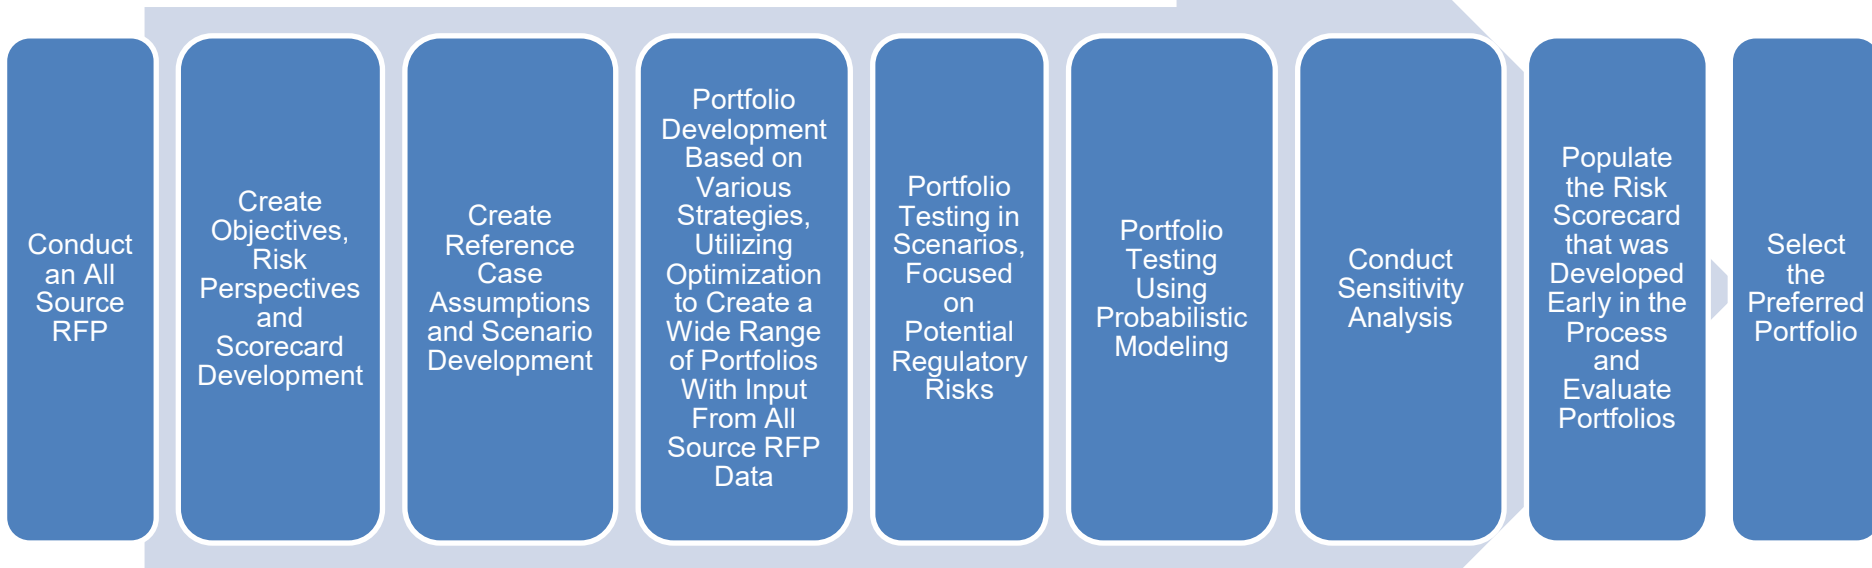 Conduct
an All
Source
RFP
Create
Objectives,
Risk
Perspectives
and
Scorecard
Development
Create
Reference
Case
Assumptions
and Scenario
Development
Portfolio
Development
Based on
Various
Strategies,
Utilizing
Optimization
to Create a
Wide Range
of Portfolios
With Input
From All
Source RFP
Data
Portfolio
Testing in
Scenarios,
Focused
on
Potential
Regulatory
Risks
Portfolio
Testing
Using
Probabilistic
Modeling
Conduct
Sensitivity
Analysis
Populate
the Risk
Scorecard
that was
Developed
Early in the
Process
and
Evaluate
Portfolios
Select
the
Preferred
Portfolio